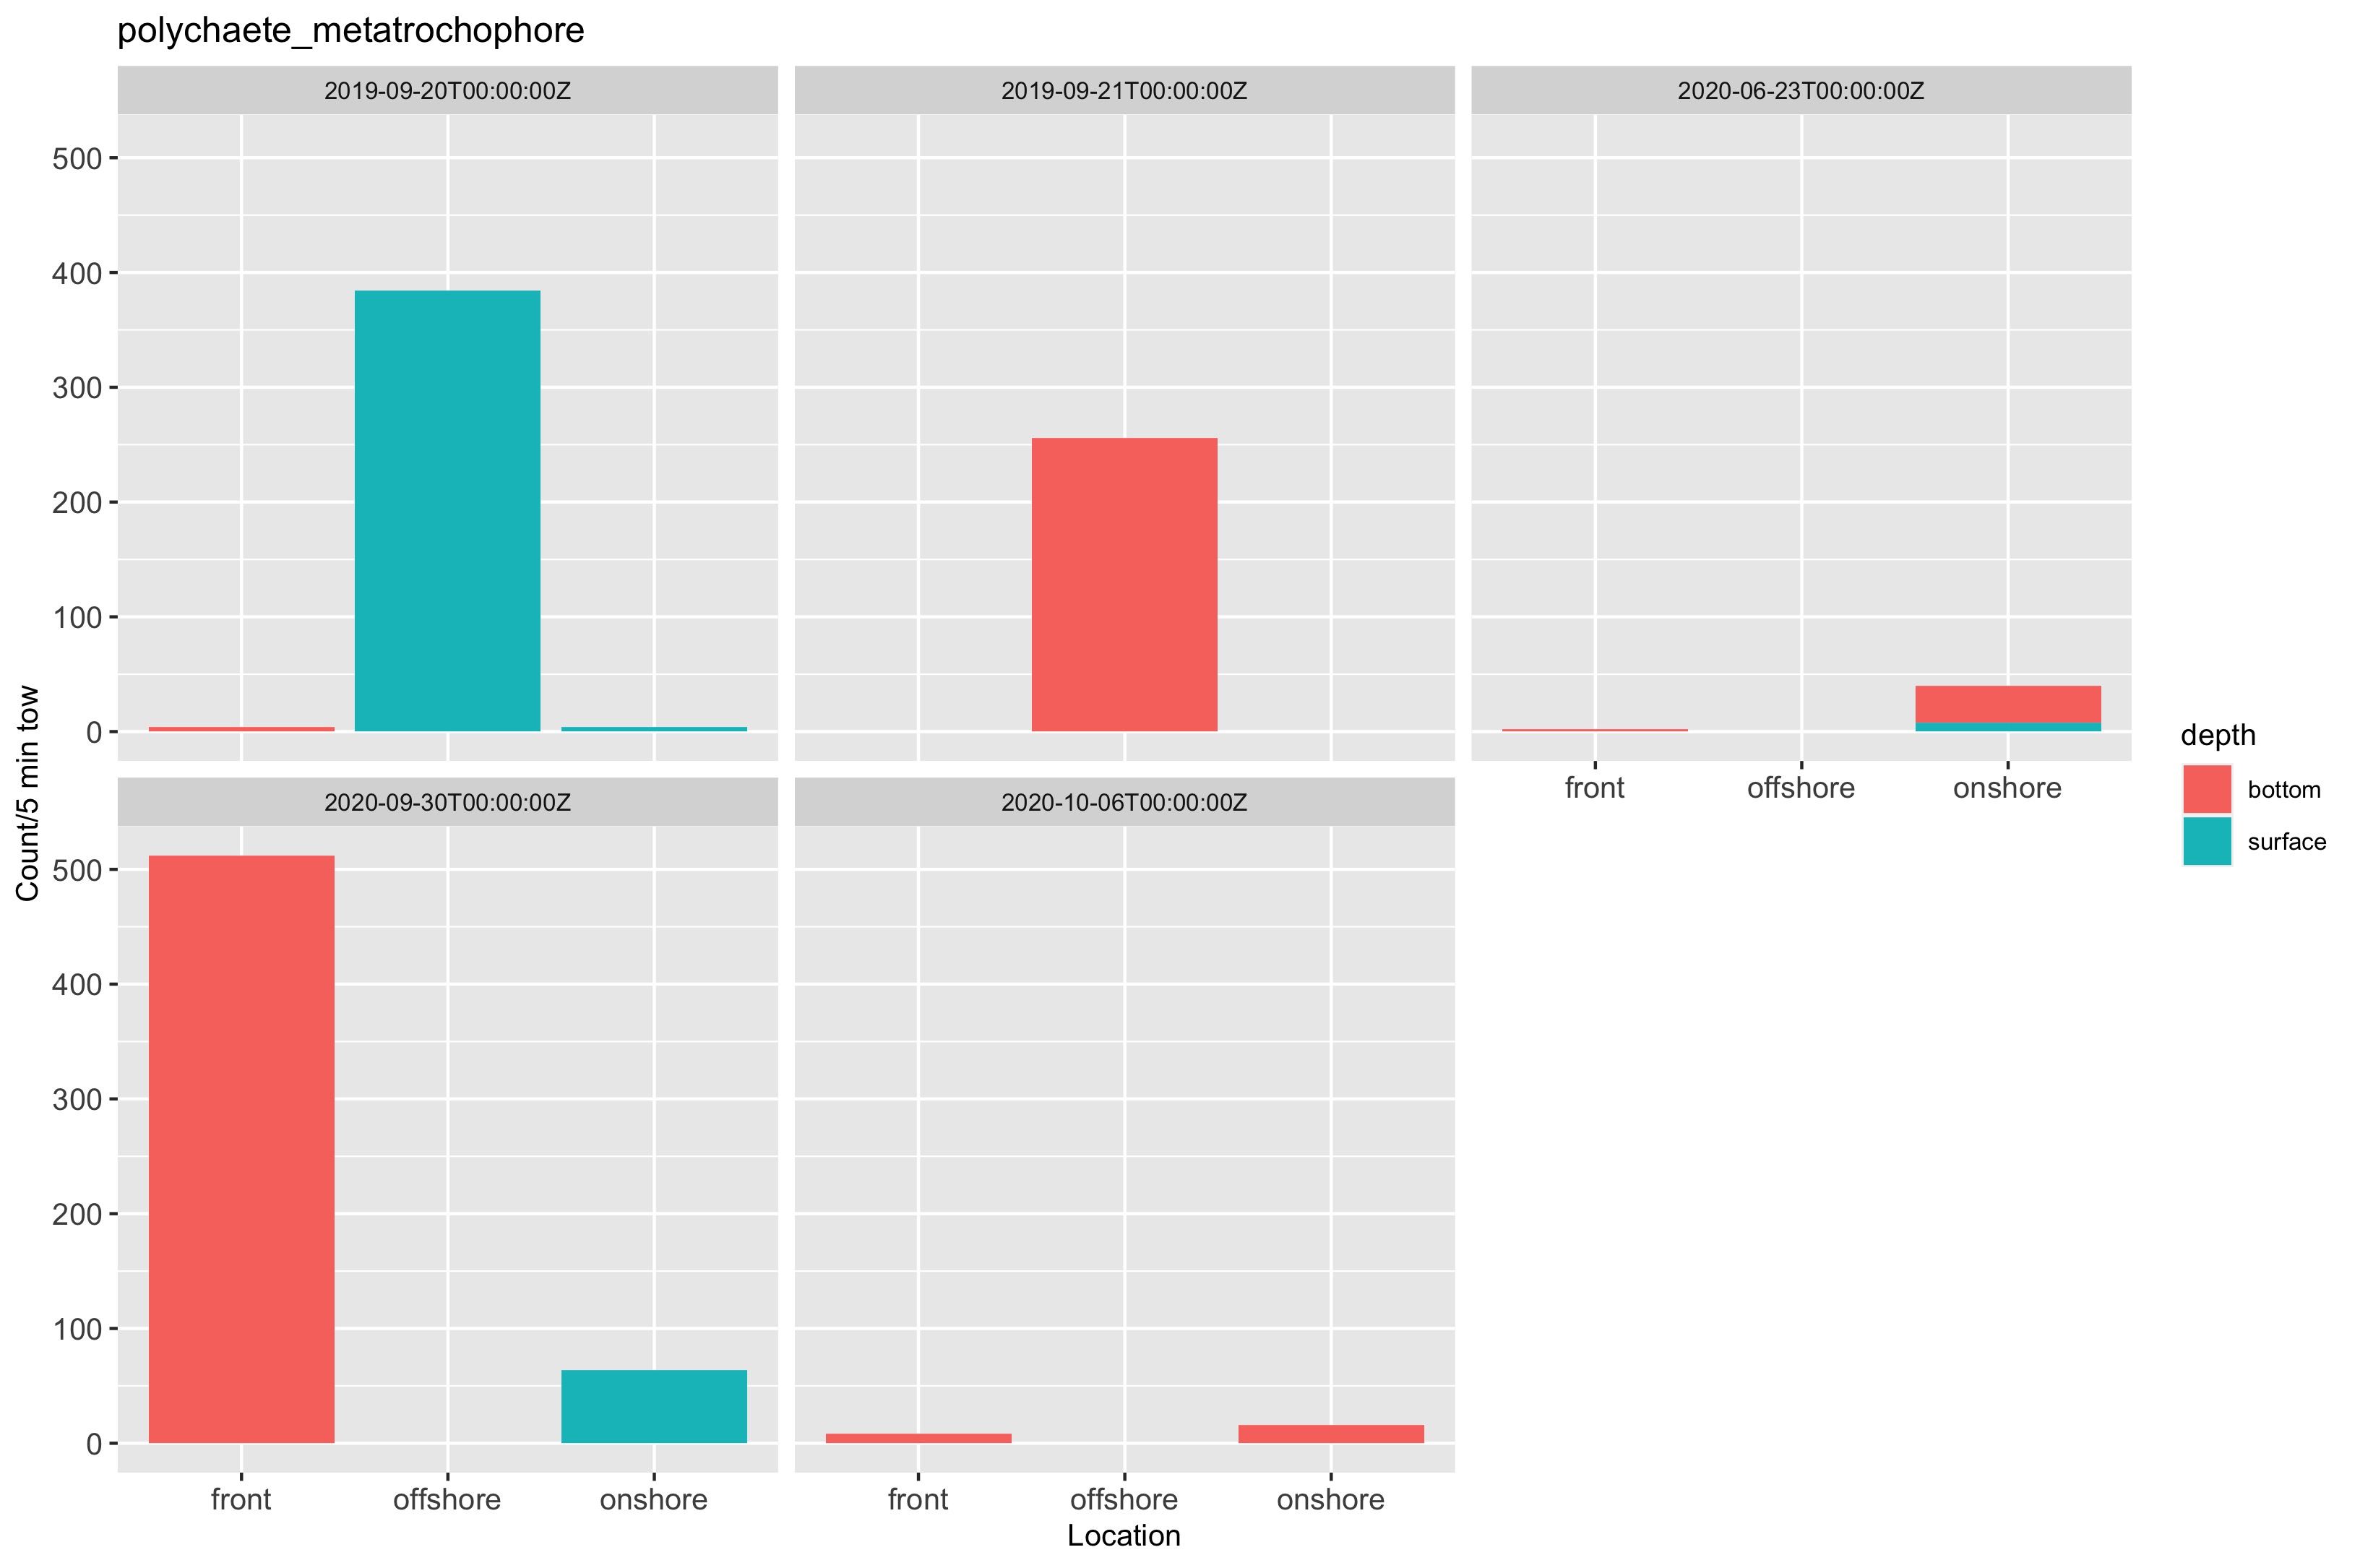 polychaete_metatrochophore
2019-09-20T00:00:00Z
2019-09-21T00:00:00Z
2020-06-23T00:00:00Z
500
400
300
200
100
0
front
offshore
onshore
2020-09-30T00:00:00Z
2020-10-06T00:00:00Z
500
400
300
200
100
0
front
offshore
onshore
front
offshore
onshore
Location
Count/5 min tow
depth
bottom
surface